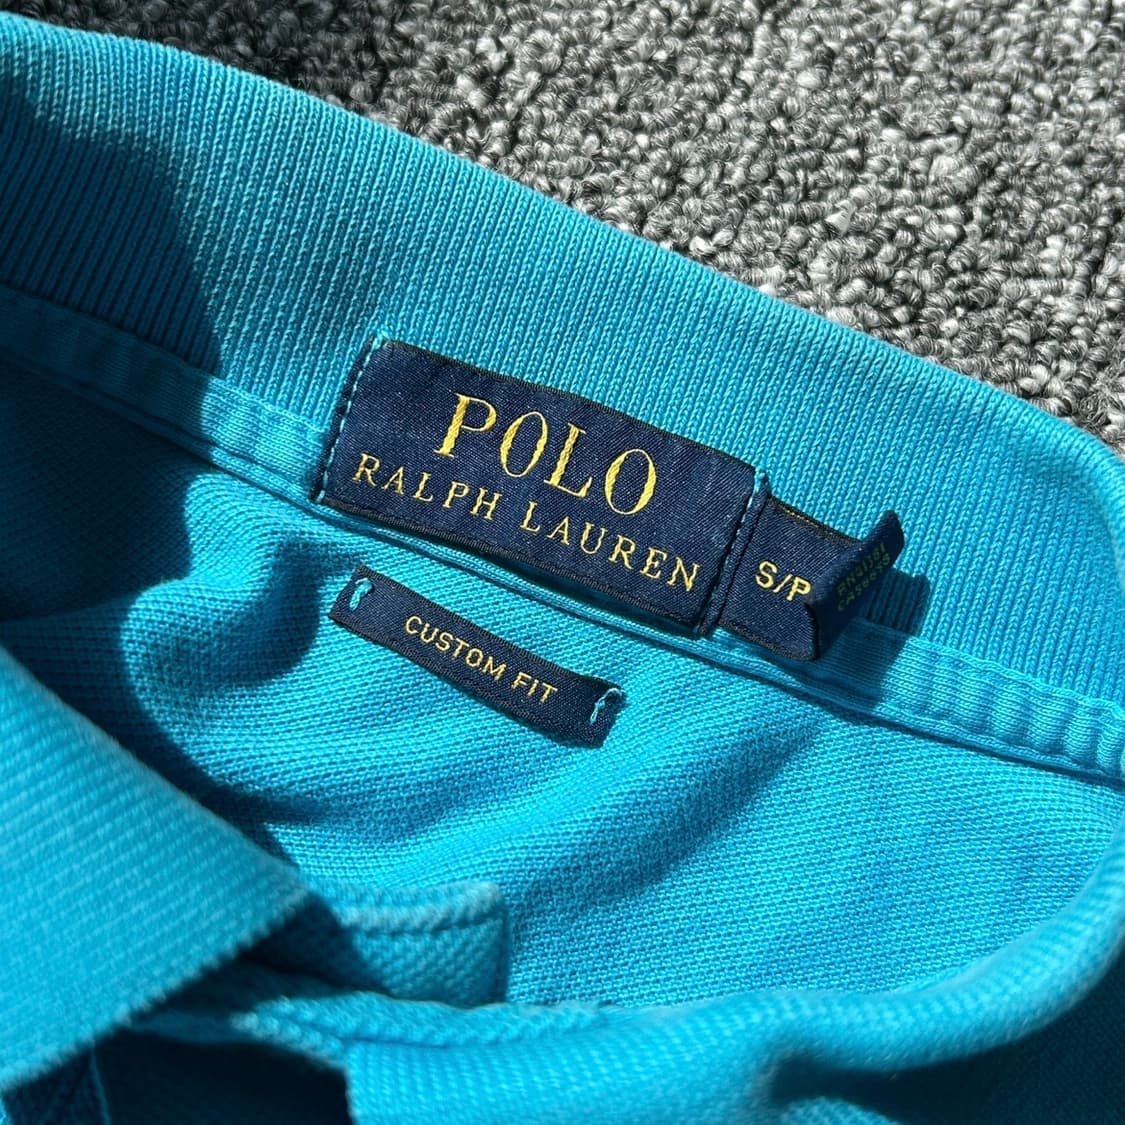 POLO
RALPH LAUREN
S/P
CUSTOM FIT